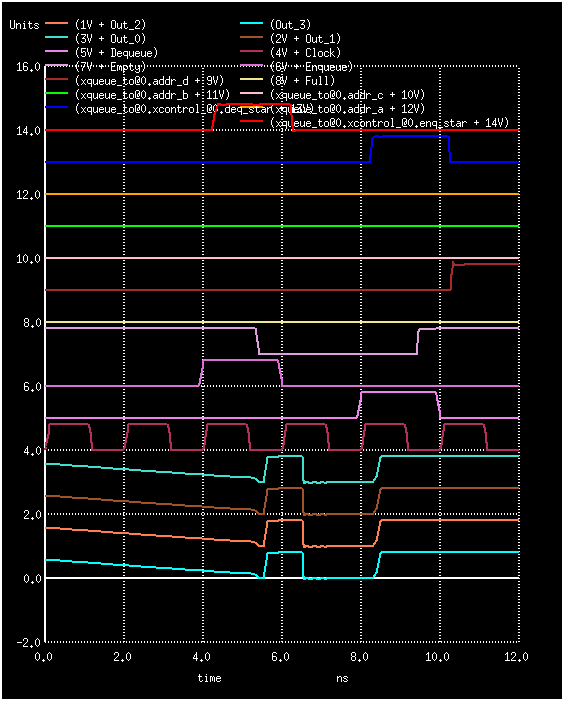 Units (1V + Out_2) (Out_3)
(3V + Out_0) (2V + Out_1)
(5V + Dequeue) (4V + Clock)
(7V + Empty) (6V + Enqueue)
16.0
(xqueue_to@0.addr_d + 9V) (8V + Full)
(xqueue_to@0.addr_b + 11V) (xqueue_to@0.addr_c + 10V)
(xqueue_to@0.xcontrol_@0.deq_star + 13V) (xqueue_to@0.addr_a + 12V)
(xqueue_to@0.xcontrol_@0.enq_star + 14V)
14.0
12.0
10.0
8.0
6.0
4.0
2.0
0.0
-2.0
0.0 2.0 4.0 6.0 8.0 10.0 12.0
time ns